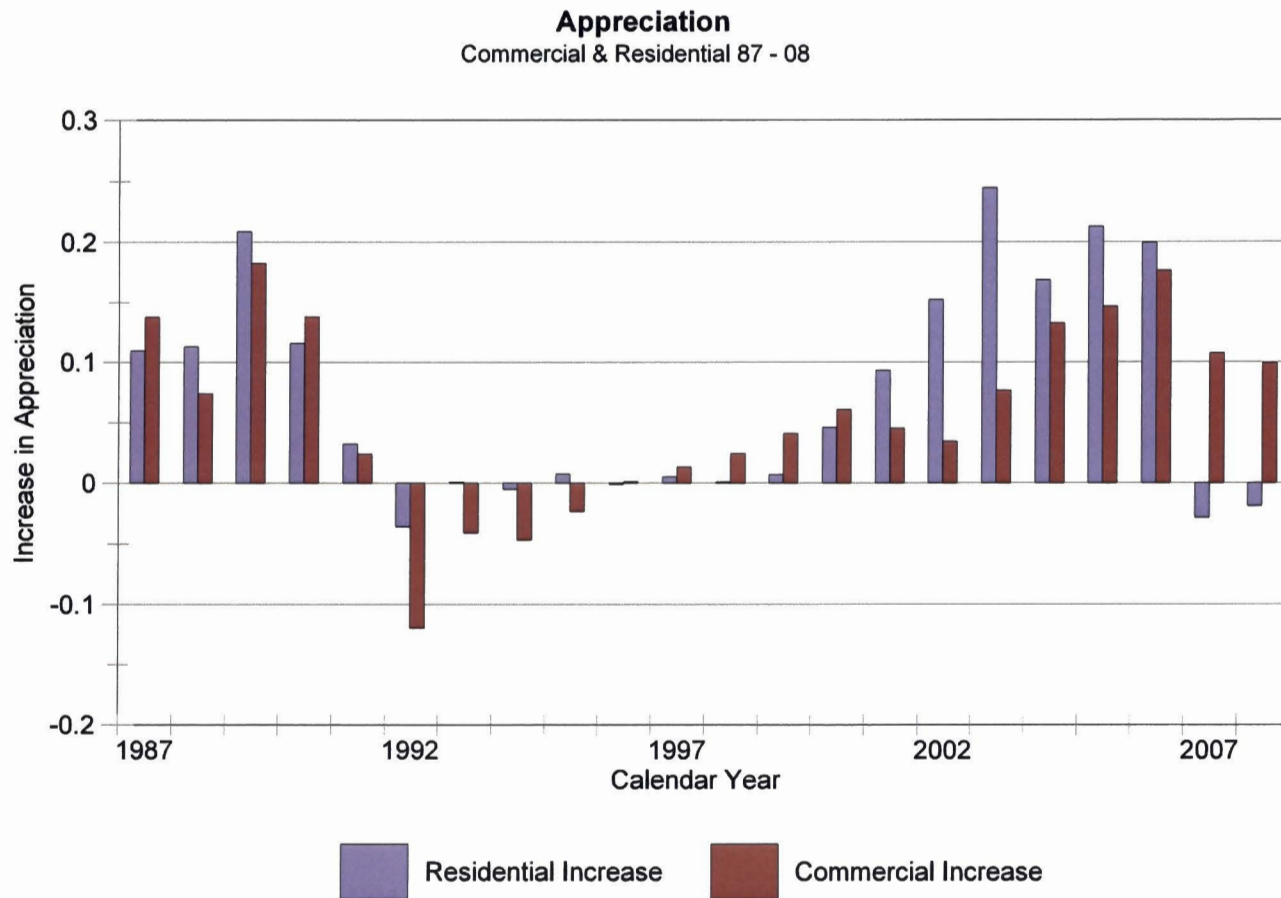 Appreciation
Commercial & Residential 87 - 08
0.3
0.2
0.1
0
-0.1
-0.2
Increase in Appreciation
1987 1992 1997 2002 2007
Calendar Year
Residential Increase Commercial Increase